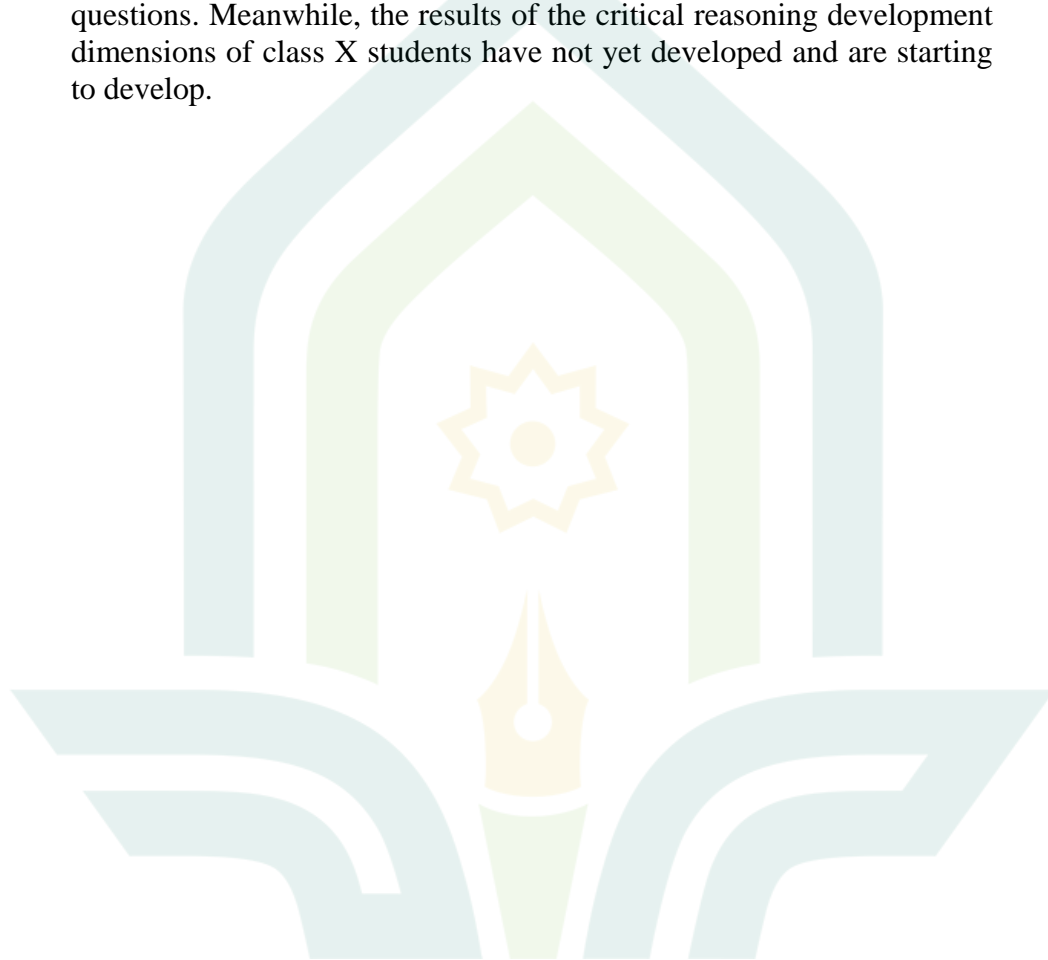 questions. Meanwhile, the results of the critical reasoning development
dimensions of class X students have not yet developed and are starting
to develop.